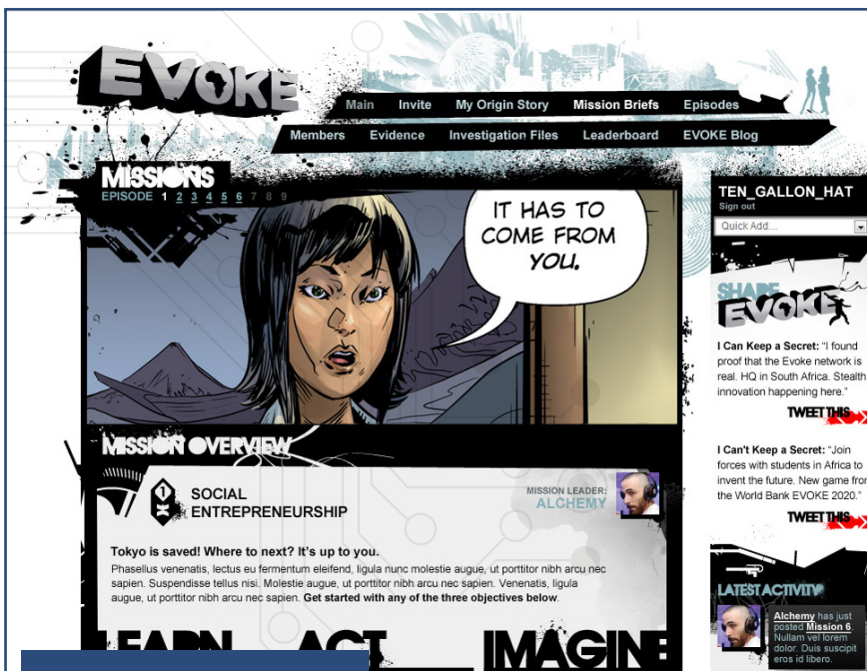 EVOKE
Main Invite My Origin Story Mission Briefs Episodes
Members Evidence Investigation Files Leaderboard EVOKE Blog
MISSIONS
EPISODE 1 2 3 4 5 6 7 8 9
IT HAS TO
COME FROM
YOU.
MISSION OVERVIEW
1
SOCIAL
ENTREPRENEURSHIP
MISSION LEADER:
ALCHEMY
Tokyo is saved! Where to next? It's up to you.
Phasellus venenatis, lectus eu fermentum eleifend, ligula nunc molestie augue, ut porttitor nibh arcu nec
sapien. Suspendisse tellus nisi. Molestie augue, ut porttitor nibh arcu nec sapien. Venenatis, ligula
augue, ut porttitor nibh arcu nec sapien. Get started with any of the three objectives below.
LEARN ACT IMAGINE
TEN_GALLON_HAT
Sign out
Quick Add...
SHARE
EVOKE
I Can Keep a Secret: “I found
proof that the Evoke network is
real. HQ in South Africa. Stealth
innovation happening here.”
TWEET THIS
I Can't Keep a Secret: “Join
forces with students in Africa to
invent the future. New game from
the World Bank EVOKE 2020.”
TWEET THIS
LATEST ACTIVITY
Alchemy has just
posted Mission 6.
Nullam vel lorem
dolor. Duis suscipit
eros id libero.